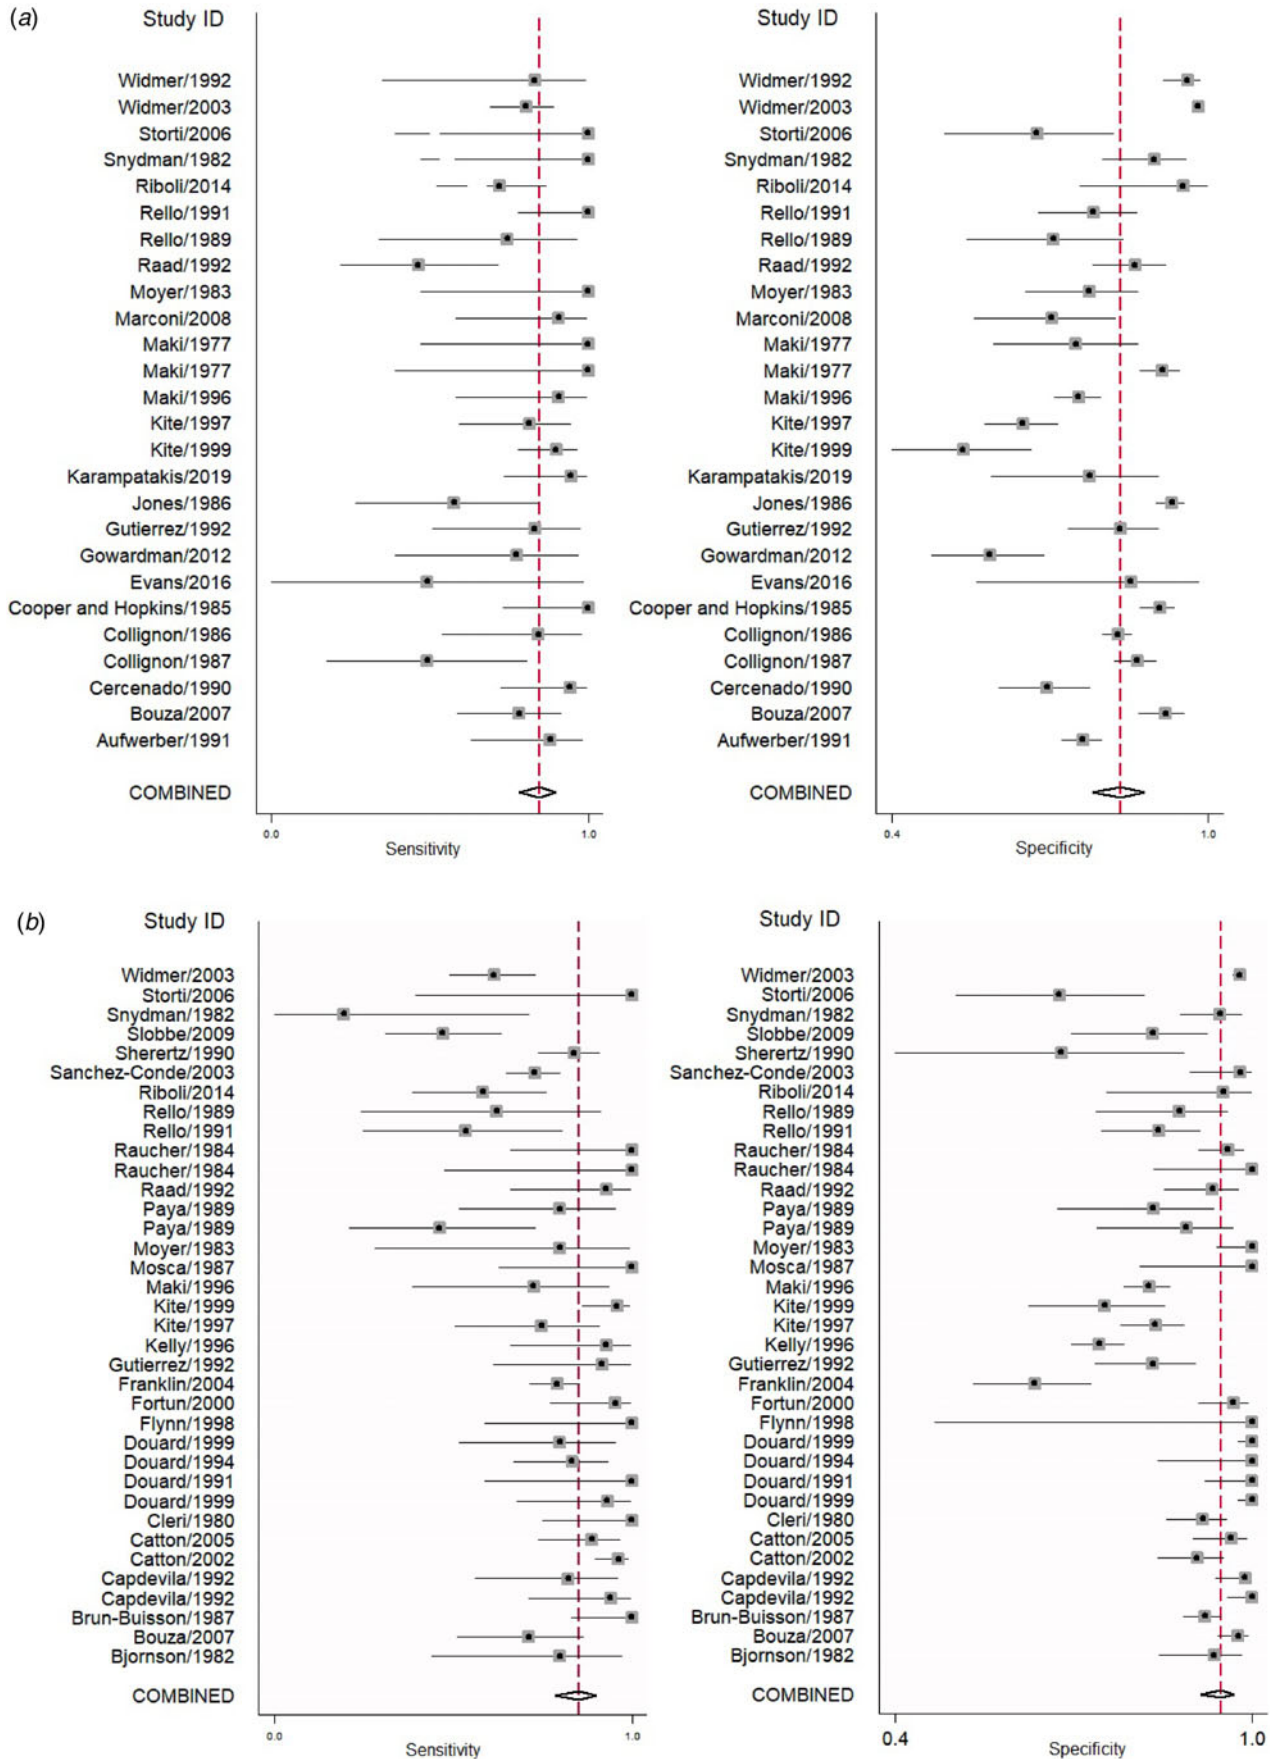 (a)
Study ID
Widmer/1992
Widmer/2003
Storti/2006
Snydman/1982
Riboli/2014
Rello/1991
Rello/1989
Raad/1992
Moyer/1983
Marconi/2008
Maki/1977
Maki/1977
Maki/1996
Kite/1997
Kite/1999
Karampatakis/2019
Jones/1986
Gutierrez/1992
Gowardman/2012
Evans/2016
Cooper and Hopkins/1985
Collignon/1986
Collignon/1987
Cercenado/1990
Bouza/2007
Aufwerber/1991
COMBINED
0.0
1.0
Sensitivity
Study ID
Widmer/1992
Widmer/2003
Storti/2006
Snydman/1982
Riboli/2014
Rello/1991
Rello/1989
Raad/1992
Moyer/1983
Marconi/2008
Maki/1977
Maki/1977
Maki/1996
Kite/1997
Kite/1999
Karampatakis/2019
Jones/1986
Gutierrez/1992
Gowardman/2012
Evans/2016
Cooper and Hopkins/1985
Collignon/1986
Collignon/1987
Cercenado/1990
Bouza/2007
Aufwerber/1991
COMBINED
0.4
1.0
Specificity
(b)
Study ID
Widmer/2003
Storti/2006
Snydman/1982
Slobbe/2009
Sherertz/1990
Sanchez-Conde/2003
Riboli/2014
Rello/1989
Rello/1991
Raucher/1984
Raucher/1984
Raad/1992
Paya/1989
Paya/1989
Moyer/1983
Mosca/1987
Maki/1996
Kite/1999
Kite/1997
Kelly/1996
Gutierrez/1992
Franklin/2004
Fortun/2000
Flynn/1998
Douard/1999
Douard/1994
Douard/1991
Douard/1999
Cleri/1980
Catton/2005
Catton/2002
Capdevila/1992
Capdevila/1992
Brun-Buisson/1987
Bouza/2007
Bjornson/1982
COMBINED
0.0
1.0
Sensitivity
Study ID
Widmer/2003
Storti/2006
Snydman/1982
Slobbe/2009
Sherertz/1990
Sanchez-Conde/2003
Riboli/2014
Rello/1989
Rello/1991
Raucher/1984
Raucher/1984
Raad/1992
Paya/1989
Paya/1989
Moyer/1983
Mosca/1987
Maki/1996
Kite/1999
Kite/1997
Kelly/1996
Gutierrez/1992
Franklin/2004
Fortun/2000
Flynn/1998
Douard/1999
Douard/1994
Douard/1991
Douard/1999
Cleri/1980
Catton/2005
Catton/2002
Capdevila/1992
Capdevila/1992
Brun-Buisson/1987
Bouza/2007
Bjornson/1982
COMBINED
0.4
1.0
Specificity